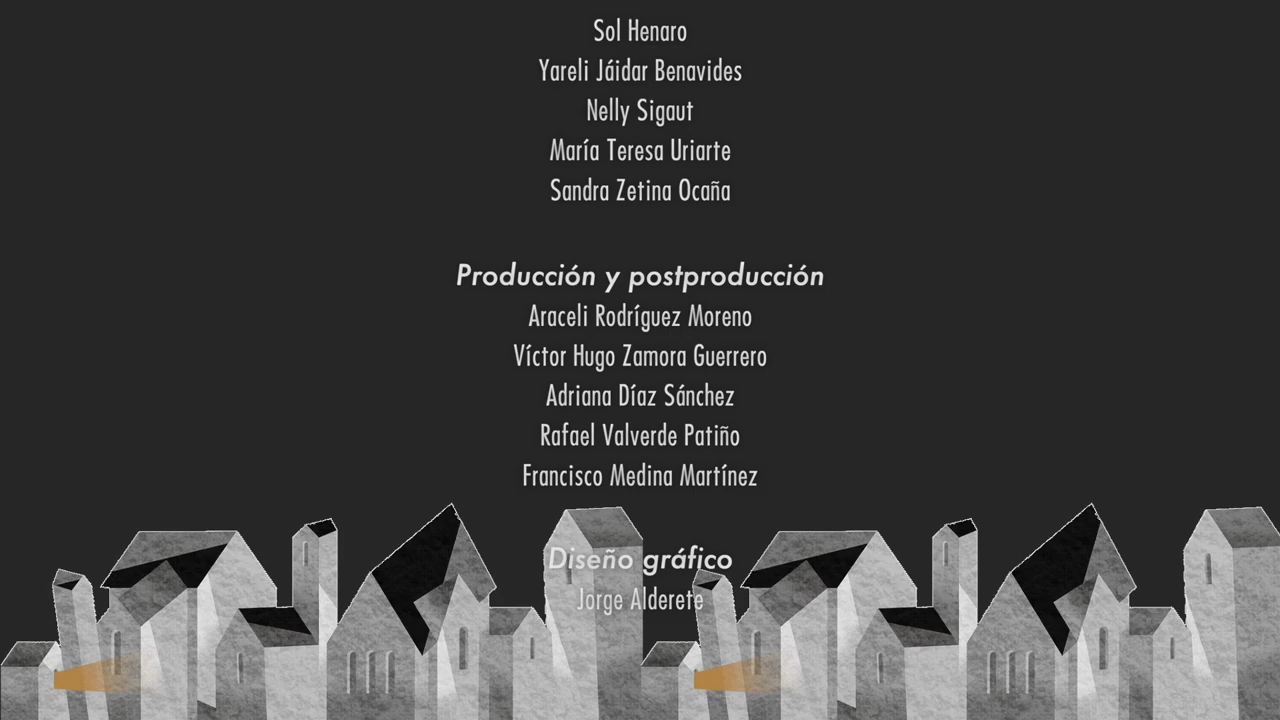 Sol Henaro
Yareli Jáidar Benavides
Nelly Sigaut
María Teresa Uriarte
Sandra Zetina Ocaña
Producción y postproducción
Araceli Rodríguez Moreno
Víctor Hugo Zamora Guerrero
Adriana Díaz Sánchez
Rafael Valverde Patiño
Francisco Medina Martínez
Diseño gráfico
Jorge Alderete